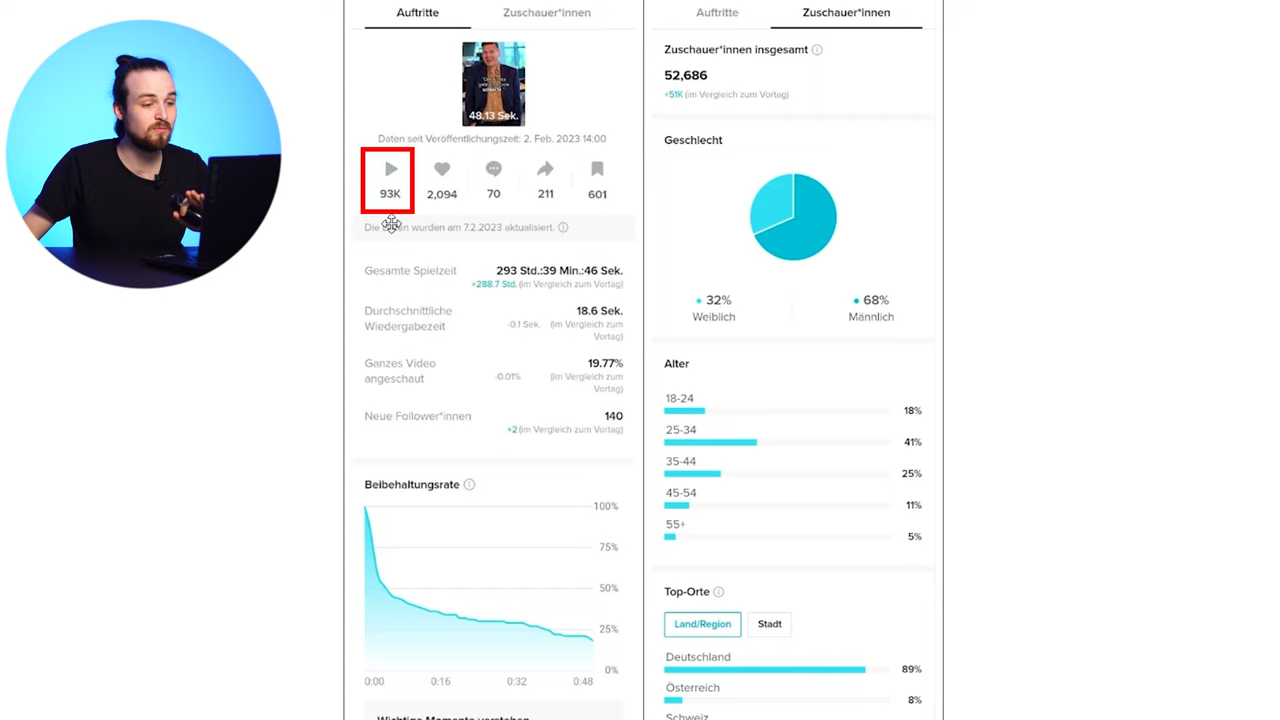 Auftritte
Zuschauer*innen
48.13 Sek.
Daten seit Veröffentlichungszeit: 2. Feb. 2023 14:00
93K
2,094
70
211
601
Die wurden am 7.2.2023 aktualisiert.
Gesamte Spielzeit
293 Std.:39 Min.:46 Sek.
+288.7 Std. (im Vergleich zum Vortag)
Durchschnittliche
Wiedergabezeit
18.6 Sek.
-0.1 Sek. (im Vergleich zum
Vortag)
Ganzes Video
angeschaut
19.77%
-0.01% (im Vergleich zum
Vortag)
Neue Follower*innen
140
+2 (im Vergleich zum Vortag)
Beibehaltungsrate
100%
75%
50%
25%
0%
0:00 0:16 0:32 0:48
Wichtige Momente verstehen
Auftritte
Zuschauer*innen
Zuschauer*innen insgesamt
52,686
+51K (im Vergleich zum Vortag)
Geschlecht
32%
Weiblich
68%
Männlich
Alter
18-24
18%
25-34
41%
35-44
25%
45-54
11%
55+
5%
Top-Orte
Land/Region
Stadt
Deutschland
89%
Österreich
8%
Schweiz